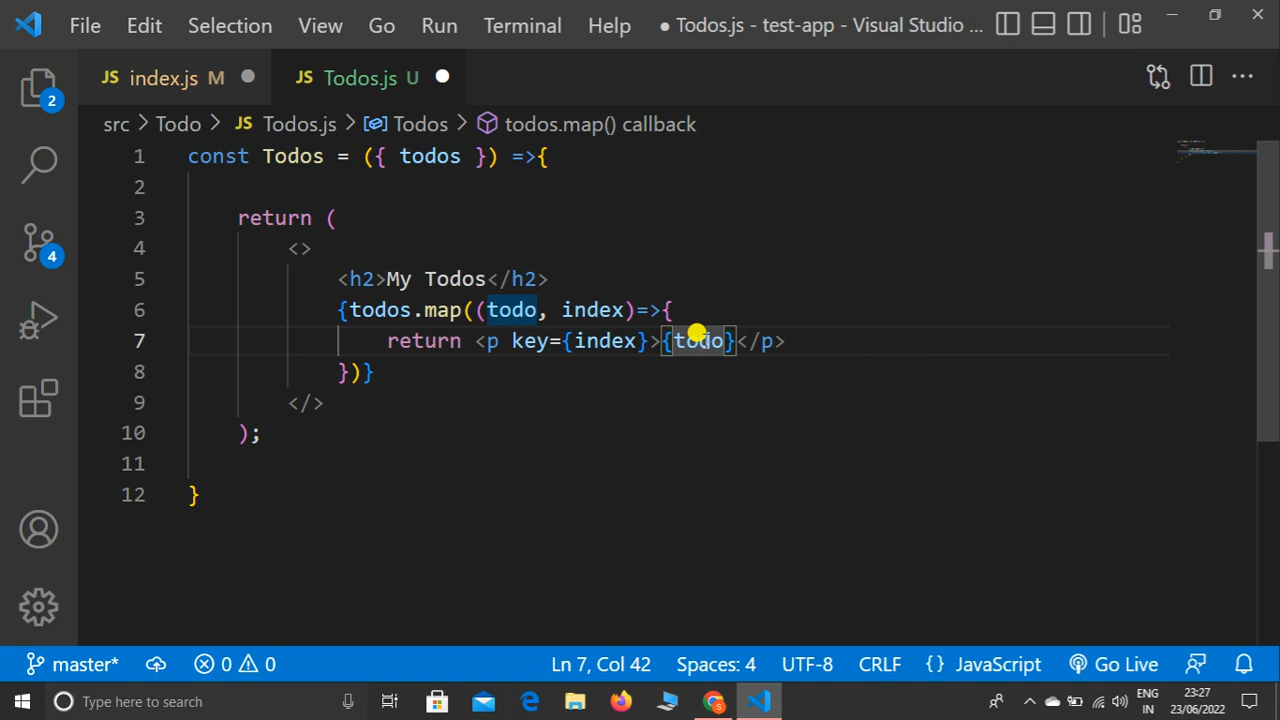 File Edit Selection View Go Run Terminal Help ● Todos.js - test-app - Visual Studio ...
JS index.js M JS Todos.js U
2
src > Todo > JS Todos.js > Todos > todos.map() callback
1 const Todos = ({ todos }) =>{
2
3 return (
4 <>
5 <h2>My Todos</h2>
6 {todos.map((todo, index)=>{
7 return <p key={index}>{todo}</p>
8 })}
9 </>
10 );
11
12 }
4
master* 0 0 Ln 7, Col 42 Spaces: 4 UTF-8 CRLF {} JavaScript Go Live
Type here to search ENG IN 23:27 23/06/2022